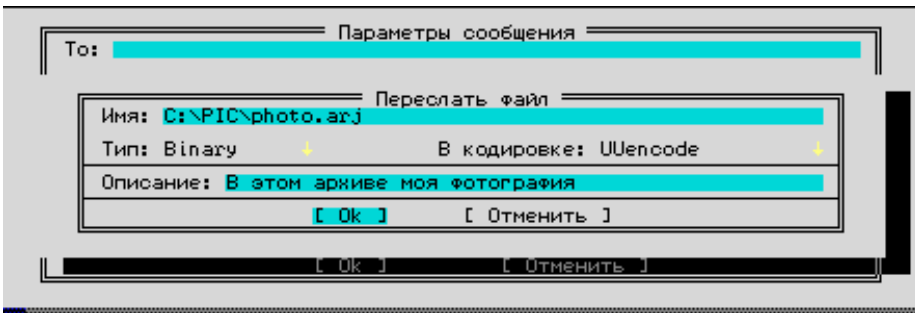 Параметры сообщения
To:
Переслать файл
Имя: C:\PIC\photo.arj
Тип: Binary ↓ В кодировке: UUencode ↓
Описание: В этом архиве моя фотография
[ Ok ] [ Отменить ]
[ Ok ] [ Отменить ]